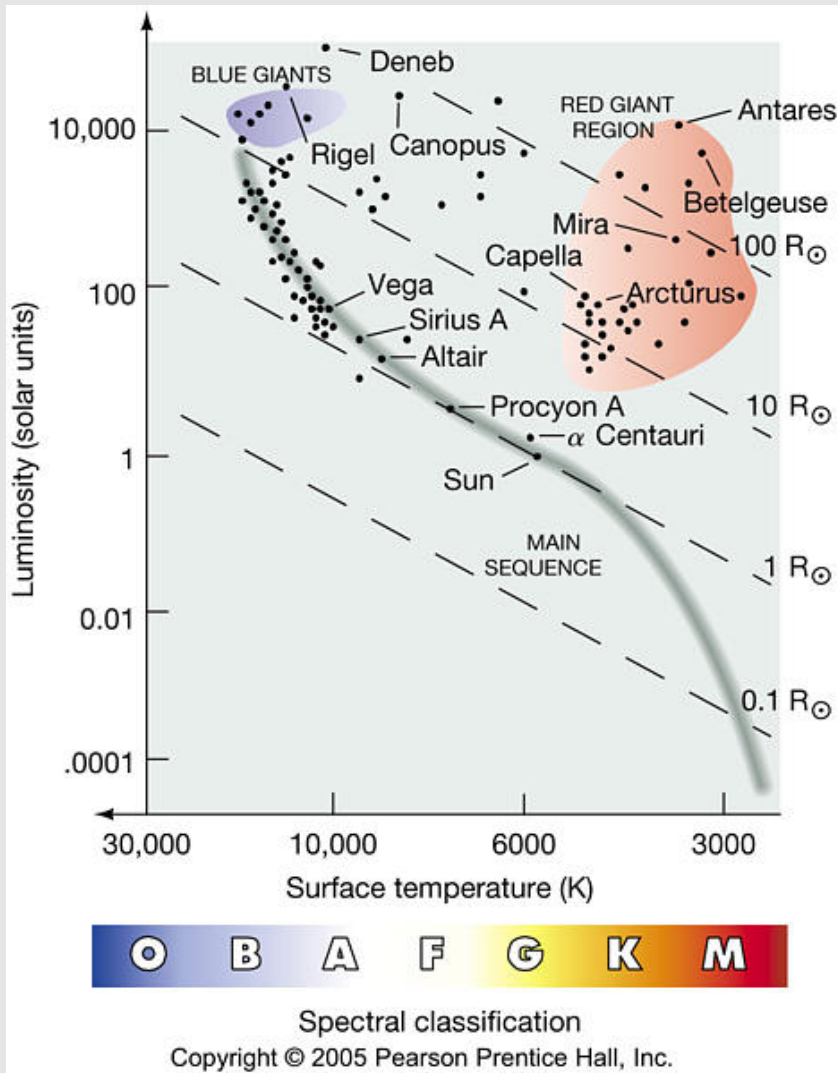 Deneb
BLUE GIANTS
RED GIANT
REGION
Antares
10,000
Rigel
Canopus
Betelgeuse
Mira
100 R☉
Capella
100
Vega
Arcturus
Sirius A
Altair
10 R☉
Procyon A
α Centauri
1
Sun
Luminosity (solar units)
MAIN
SEQUENCE
1 R☉
0.01
0.1 R☉
.0001
30,000
10,000
6000
3000
Surface temperature (K)
O B A F G K M
Spectral classification
Copyright © 2005 Pearson Prentice Hall, Inc.